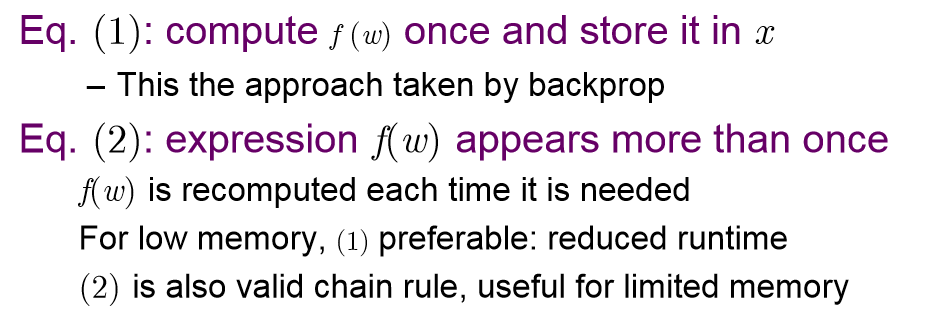 Eq. (1): compute f (w) once and store it in x
– This the approach taken by backprop
Eq. (2): expression f(w) appears more than once
f(w) is recomputed each time it is needed
For low memory, (1) preferable: reduced runtime
(2) is also valid chain rule, useful for limited memory